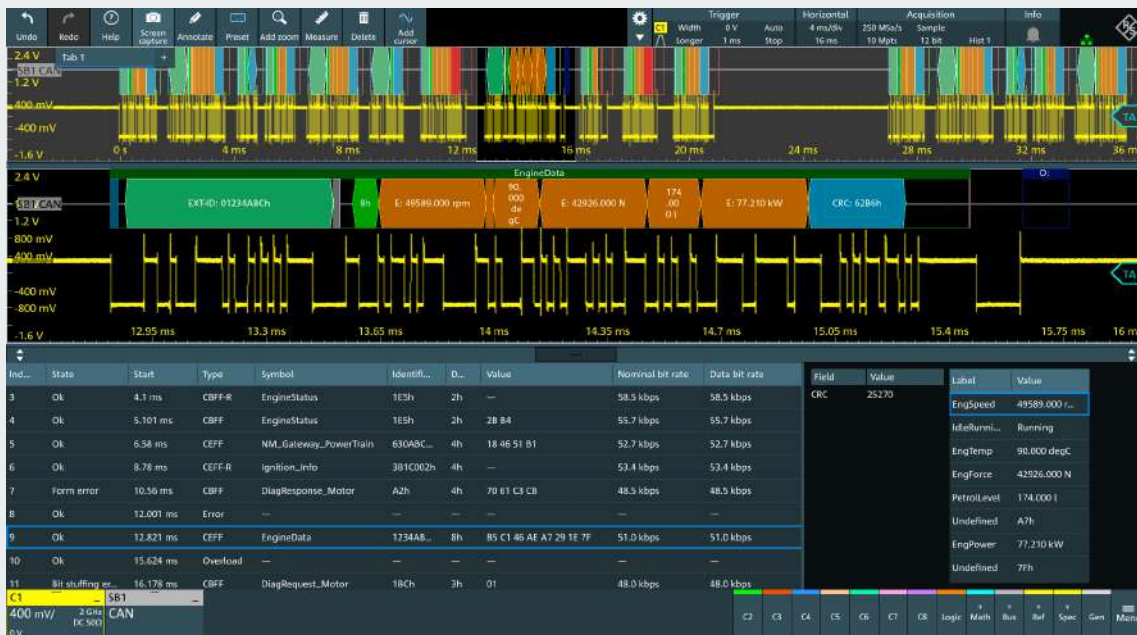 Undo Redo Help Screen capture Annotate Preset Add zoom Measure Delete Add cursor
Trigger Horizontal Acquisition Info
C1 Width 0 V Auto 4 ms/div 250 MSa/s Sample
Longer 1 ms Stop 16 ms 10 Mpts 12 bit Hist 1
Tab 1 +
2.4 V
SB1 CAN
1.2 V
400 mV
-400 mV
-1.6 V
TA
0 s 4 ms 8 ms 12 ms 16 ms 20 ms 24 ms 28 ms 32 ms 36 m
EngineData
2.4 V
SB1 CAN
1.2 V
800 mV
400 mV
-400 mV
-800 mV
-1.6 V
EXT-ID: 01234ABCh 8h E: 49589.000 rpm 90.000 degC E: 42926.000 N 174.000 l E: 77.210 kW CRC: 62B6h O:
TA
12.95 ms 13.3 ms 13.65 ms 14 ms 14.35 ms 14.7 ms 15.05 ms 15.4 ms 15.75 ms 16 m
Ind... State Start Type Symbol Identifi... D... Value Nominal bit rate Data bit rate
3 Ok 4.1 ms CBFF-R EngineStatus 1E5h 2h — 58.5 kbps 58.5 kbps
4 Ok 5.101 ms CBFF EngineStatus 1E5h 2h 2B B4 55.7 kbps 55.7 kbps
5 Ok 6.58 ms CEFF NM_Gateway_PowerTrain 630ABC... 4h 18 46 51 B1 52.7 kbps 52.7 kbps
6 Ok 8.78 ms CEFF-R Ignition_Info 3B1C002h 4h — 53.4 kbps 53.4 kbps
7 Form error 10.56 ms CBFF DiagResponse_Motor A2h 4h 70 61 C3 CB 48.5 kbps 48.5 kbps
8 Ok 12.001 ms Error — — — — — —
9 Ok 12.821 ms CEFF EngineData 1234AB... 8h B5 C1 46 AE A7 29 1E 7F 51.0 kbps 51.0 kbps
10 Ok 15.624 ms Overload — — — — — —
11 Bit stuffing er... 16.178 ms CBFF DiagRequest_Motor 18Ch 3h 01 48.0 kbps 48.0 kbps
Field Value
CRC 25270
Label Value
EngSpeed 49589.000 r...
IdleRunni... Running
EngTemp 90.000 degC
EngForce 42926.000 N
PetrolLevel 174.000 l
Undefined A7h
EngPower 77.210 kW
Undefined 7Fh
C1 SB1
400 mV/ 2 GHz CAN
DC 50Ω
0 V
C2 C3 C4 C5 C6 C7 C8 Logic Math Bus Ref Spec Gen Menu